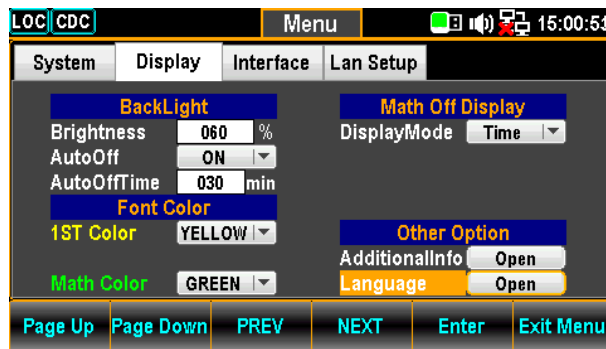 LOC CDC Menu 15:00:53
System Display Interface Lan Setup
BackLight Math Off Display
Brightness 060 % DisplayMode Time
AutoOff ON
AutoOffTime 030 min
Font Color
1ST Color YELLOW Other Option
AdditionalInfo Open
Math Color GREEN Language Open
Page Up Page Down PREV NEXT Enter Exit Menu